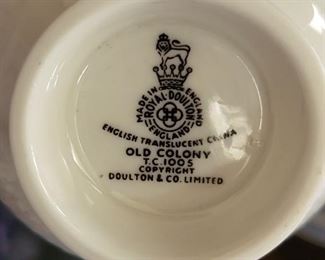 MADE IN ENGLAND
ROYAL·DOULTON
ENGLAND
ENGLISH TRANSLUCENT CHINA
OLD COLONY
T.C.1005
COPYRIGHT
DOULTON & CO. LIMITED